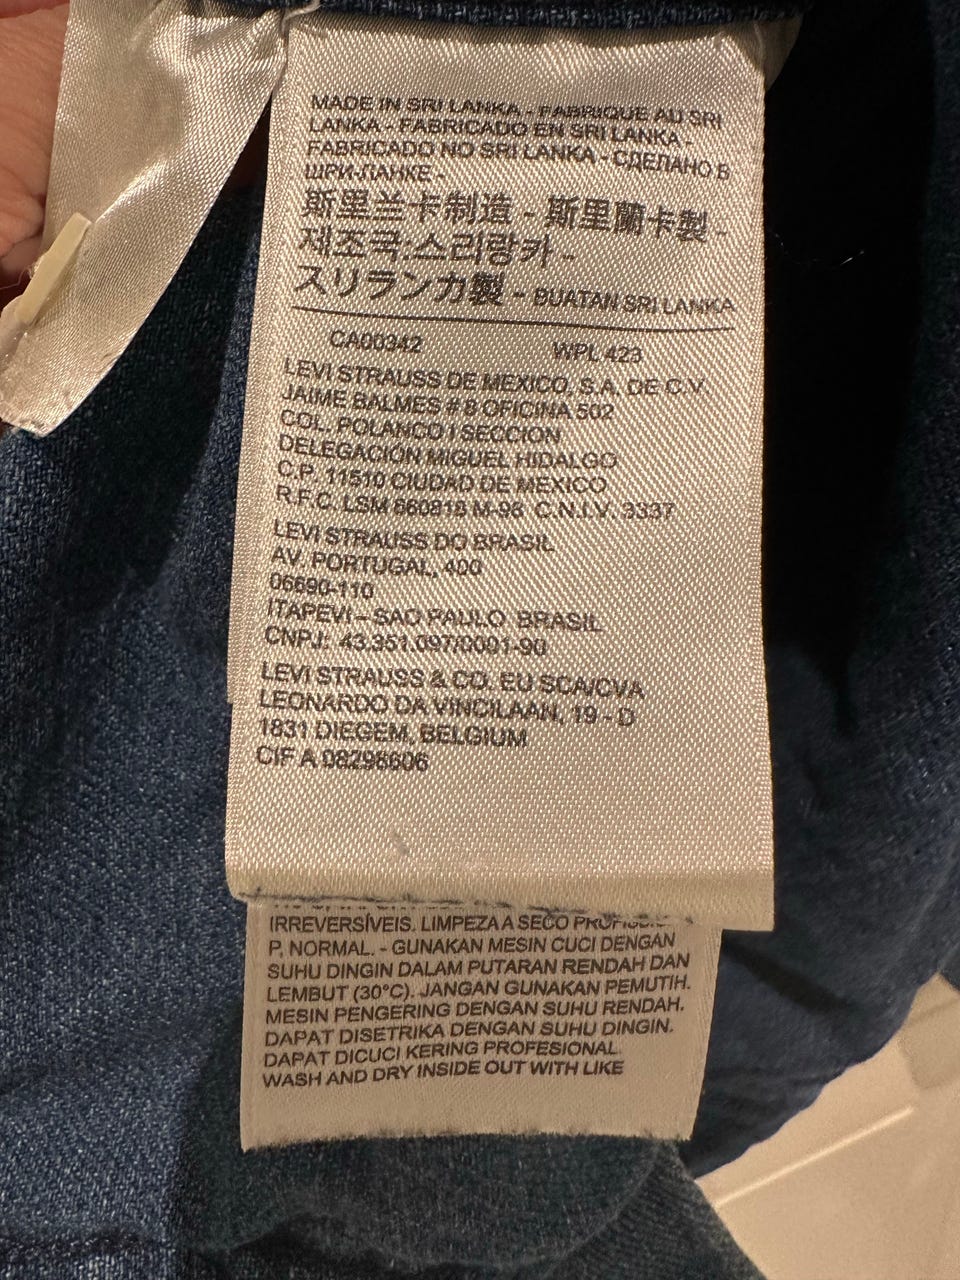 MADE IN SRI LANKA - FABRIQUE AU SRI
LANKA - FABRICADO EN SRI LANKA -
FABRICADO NO SRI LANKA - СДЕЛАНО В
ШРИ-ЛАНКЕ -
斯里兰卡制造 - 斯里蘭卡製 -
제조국:스리랑카 -
スリランカ製 - BUATAN SRI LANKA
CA00342 WPL 423
LEVI STRAUSS DE MEXICO, S.A. DE C.V.
JAIME BALMES # 8 OFICINA 502
COL. POLANCO I SECCION
DELEGACIÓN MIGUEL HIDALGO
C.P. 11510 CIUDAD DE MEXICO
R.F.C. LSM 860818 M-98 C.N.I.V. 3337
LEVI STRAUSS DO BRASIL
AV. PORTUGAL, 400
06690-110
ITAPEVI – SAO PAULO BRASIL
CNPJ: 43.351.097/0001-90
LEVI STRAUSS & CO. EU SCA/CVA
LEONARDO DA VINCILAAN, 19 - D
1831 DIEGEM, BELGIUM
CIF A 08298606
IRREVERSÍVEIS. LIMPEZA A SECO
P, NORMAL. - GUNAKAN MESIN CUCI DENGAN
SUHU DINGIN DALAM PUTARAN RENDAH DAN
LEMBUT (30°C). JANGAN GUNAKAN PEMUTIH.
MESIN PENGERING DENGAN SUHU RENDAH.
DAPAT DISETRIKA DENGAN SUHU DINGIN.
DAPAT DICUCI KERING PROFESIONAL.
WASH AND DRY INSIDE OUT WITH LIKE